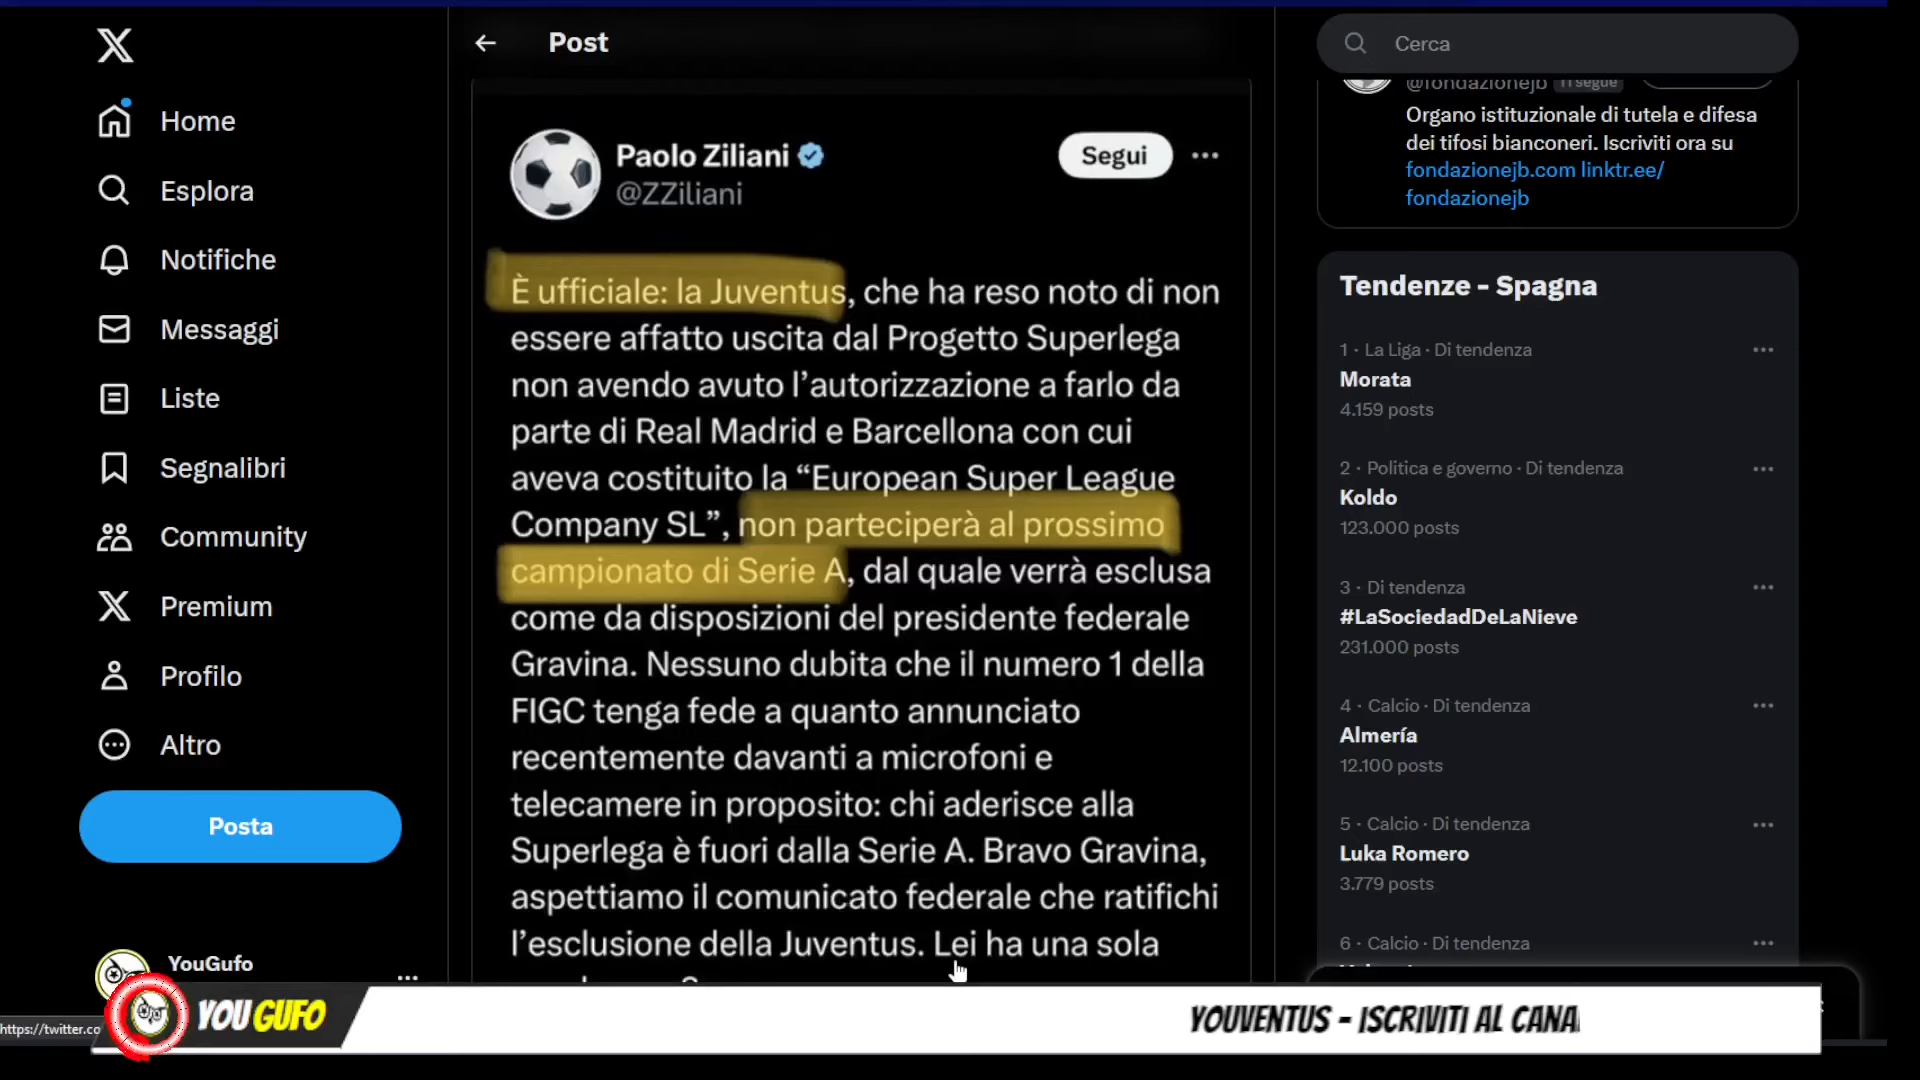 Home
Esplora
Notifiche
Messaggi
Liste
Segnalibri
Community
Premium
Profilo
Altro
Posta
YouGufo
Post
Paolo Ziliani
@ZZiliani
Segui
È ufficiale: la Juventus, che ha reso noto di non
essere affatto uscita dal Progetto Superlega
non avendo avuto l’autorizzazione a farlo da
parte di Real Madrid e Barcellona con cui
aveva costituito la “European Super League
Company SL”, non parteciperà al prossimo
campionato di Serie A, dal quale verrà esclusa
come da disposizioni del presidente federale
Gravina. Nessuno dubita che il numero 1 della
FIGC tenga fede a quanto annunciato
recentemente davanti a microfoni e
telecamere in proposito: chi aderisce alla
Superlega è fuori dalla Serie A. Bravo Gravina,
aspettiamo il comunicato federale che ratifichi
l’esclusione della Juventus. Lei ha una sola
Cerca
@fondazionejb Ti segue
Organo istituzionale di tutela e difesa
dei tifosi bianconeri. Iscriviti ora su
fondazionejb.com linktr.ee/
fondazionejb
Tendenze - Spagna
1 · La Liga · Di tendenza
Morata
4.159 posts
2 · Politica e governo · Di tendenza
Koldo
123.000 posts
3 · Di tendenza
#LaSociedadDeLaNieve
231.000 posts
4 · Calcio · Di tendenza
Almería
12.100 posts
5 · Calcio · Di tendenza
Luka Romero
3.779 posts
6 · Calcio · Di tendenza
https://twitter.co
YOUGUFO
YOUVENTUS - ISCRIVITI AL CANA